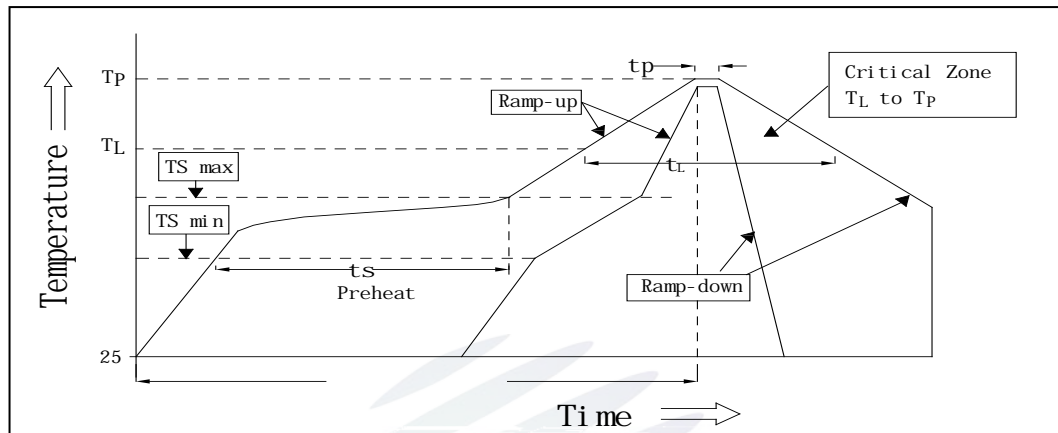 tp
TP
Critical Zone
TL to TP
Ramp-up
TL
TS max
tL
TS min
ts
Preheat
Ramp-down
25
Temperature
Time